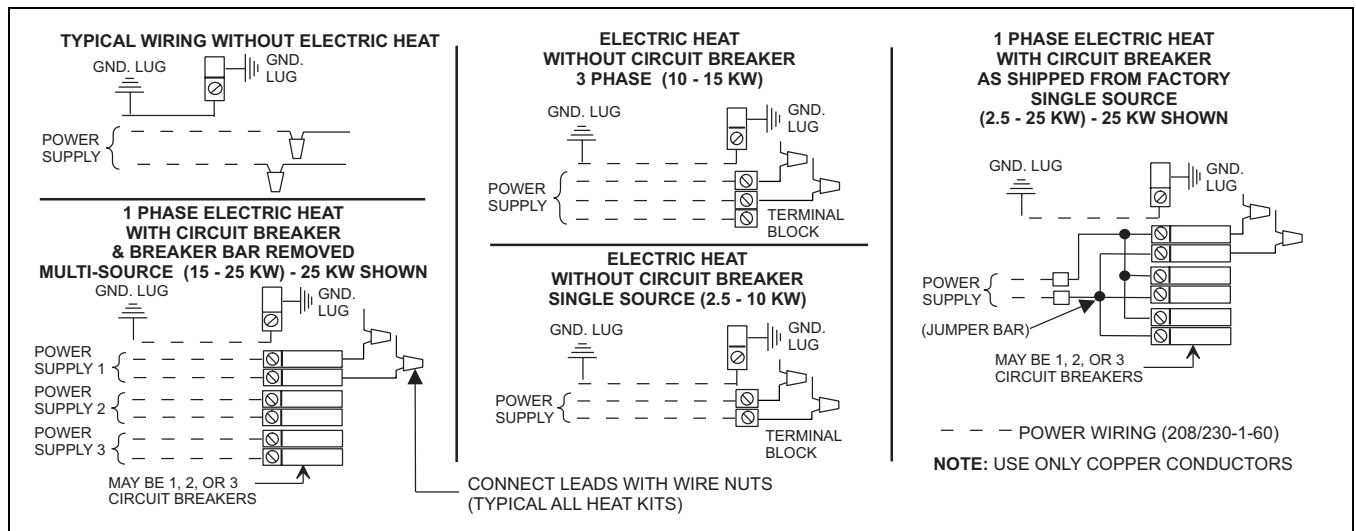 TYPICAL WIRING WITHOUT ELECTRIC HEAT
GND. LUG
GND.
LUG
POWER
SUPPLY
1 PHASE ELECTRIC HEAT
WITH CIRCUIT BREAKER
& BREAKER BAR REMOVED
MULTI-SOURCE (15 - 25 KW) - 25 KW SHOWN
GND. LUG
GND.
LUG
POWER
SUPPLY 1
POWER
SUPPLY 2
POWER
SUPPLY 3
MAY BE 1, 2, OR 3
CIRCUIT BREAKERS
CONNECT LEADS WITH WIRE NUTS
(TYPICAL ALL HEAT KITS)
ELECTRIC HEAT
WITHOUT CIRCUIT BREAKER
3 PHASE (10 - 15 KW)
GND. LUG
GND.
LUG
POWER
SUPPLY
TERMINAL
BLOCK
ELECTRIC HEAT
WITHOUT CIRCUIT BREAKER
SINGLE SOURCE (2.5 - 10 KW)
GND. LUG
GND.
LUG
POWER
SUPPLY
TERMINAL
BLOCK
1 PHASE ELECTRIC HEAT
WITH CIRCUIT BREAKER
AS SHIPPED FROM FACTORY
SINGLE SOURCE
(2.5 - 25 KW) - 25 KW SHOWN
GND. LUG
GND.
LUG
POWER
SUPPLY
(JUMPER BAR)
MAY BE 1, 2, OR 3
CIRCUIT BREAKERS
POWER WIRING (208/230-1-60)
NOTE: USE ONLY COPPER CONDUCTORS